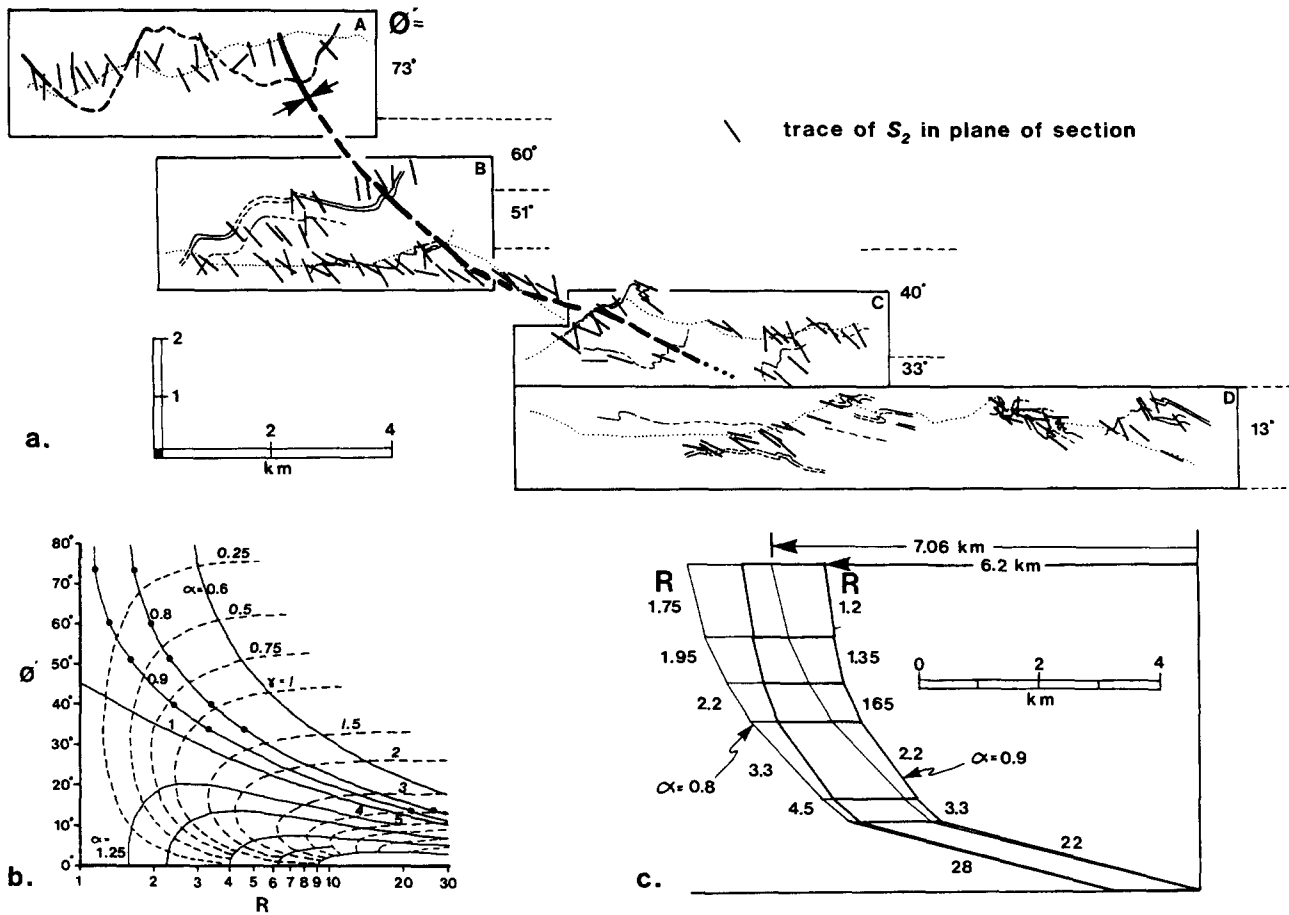 A
Ø′=
73°
trace of S₂ in plane of section
60°
B
51°
C
40°
33°
D
13°
2
1
2
4
km
a.
80°
70°
60°
50°
40°
30°
20°
10°
0°
Ø′
0.25
α=0.6
0.5
0.8
0.75
0.9
γ=1
1
1.5
2
3
4
5
α=
1.25
1
2
3
4
5
6
7
8
9
10
20
30
R
b.
7.06 km
6.2 km
R
R
1.75
1.2
1.95
1.35
2.2
165
0
2
4
km
2.2
α=0.8
α=0.9
3.3
4.5
3.3
22
28
c.